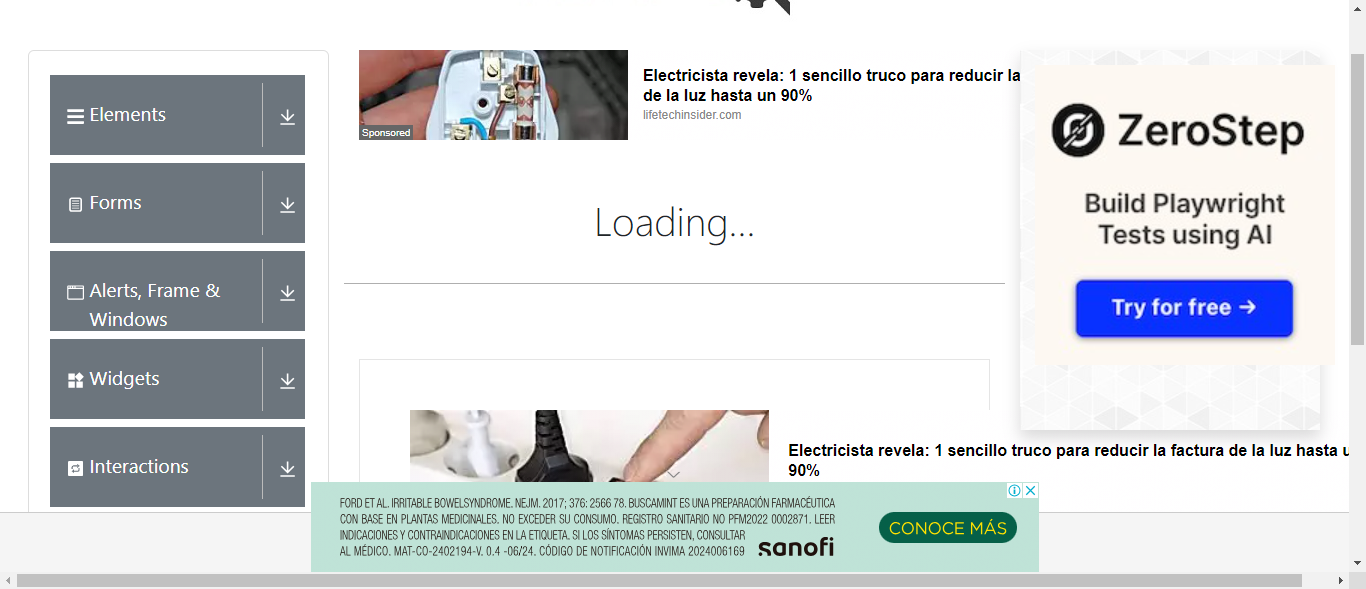 Elements
Forms
Alerts, Frame &
Windows
Widgets
Interactions
Electricista revela: 1 sencillo truco para reducir la
de la luz hasta un 90%
lifetechinsider.com
Sponsored
Loading...
ZeroStep
Build Playwright
Tests using AI
Try for free →
Electricista revela: 1 sencillo truco para reducir la factura de la luz hasta u
90%
FORD ET AL. IRRITABLE BOWELSYNDROME. NEJM. 2017; 376: 2566 78. BUSCAMINT ES UNA PREPARACIÓN FARMACÉUTICA
CON BASE EN PLANTAS MEDICINALES. NO EXCEDER SU CONSUMO. REGISTRO SANITARIO NO PFM2022 0002871. LEER
INDICACIONES Y CONTRAINDICACIONES EN LA ETIQUETA. SI LOS SÍNTOMAS PERSISTEN, CONSULTAR
AL MÉDICO. MAT-CO-2402194-V. 0.4 -06/24. CÓDIGO DE NOTIFICACIÓN INVIMA 2024006169
sanofi
CONOCE MÁS